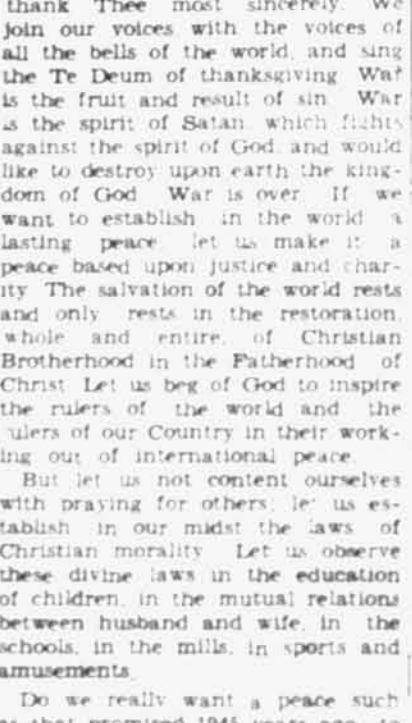 thank Thee most sincerely. We
join our voices with the voices of
all the bells of the world, and sing
the Te Deum of thanksgiving War
is the fruit and result of sin War
is the spirit of Satan, which fights
against the spirit of God, and would
like to destroy upon earth the king-
dom of God War is over If we
want to establish in the world a
lasting peace let us make it a
peace based upon justice and char-
ity The salvation of the world rests
and only rests in the restoration,
whole and entire, of Christian
Brotherhood in the Fatherhood of
Christ Let us beg of God to inspire
the rulers of the world and the
ulers of our Country in their work-
ing out of international peace
But let us not content ourselves
with praying for others; let us es-
tablish in our midst the laws of
Christian morality Let us observe
these divine laws in the education
of children, in the mutual relations
between husband and wife, in the
schools, in the mills, in sports and
amusements
Do we really want a peace such
as that promised 1945 years ago to